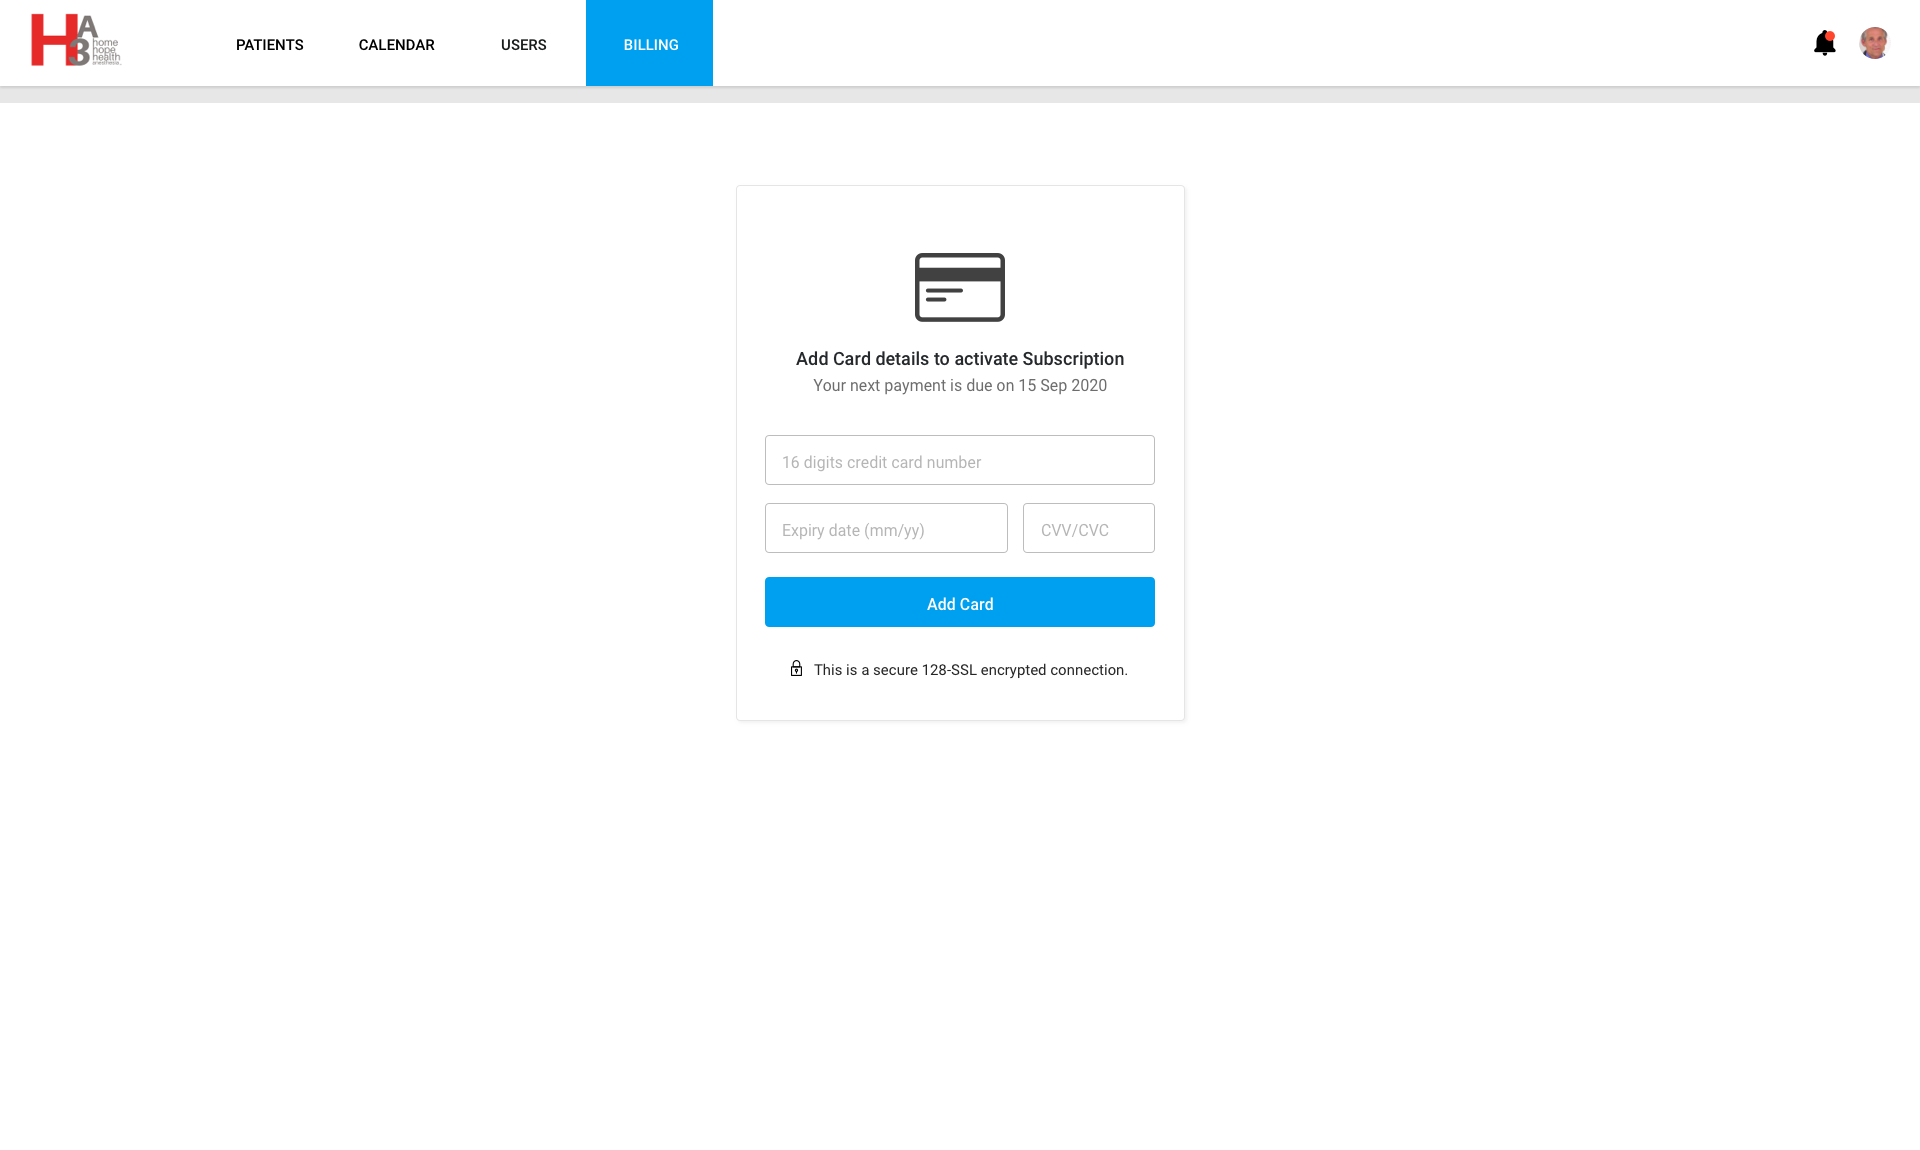 HA3
home
hope
health
anesthesia.
PATIENTS
CALENDAR
USERS
BILLING
Add Card details to activate Subscription
Your next payment is due on 15 Sep 2020
16 digits credit card number
Expiry date (mm/yy)
CVV/CVC
Add Card
This is a secure 128-SSL encrypted connection.